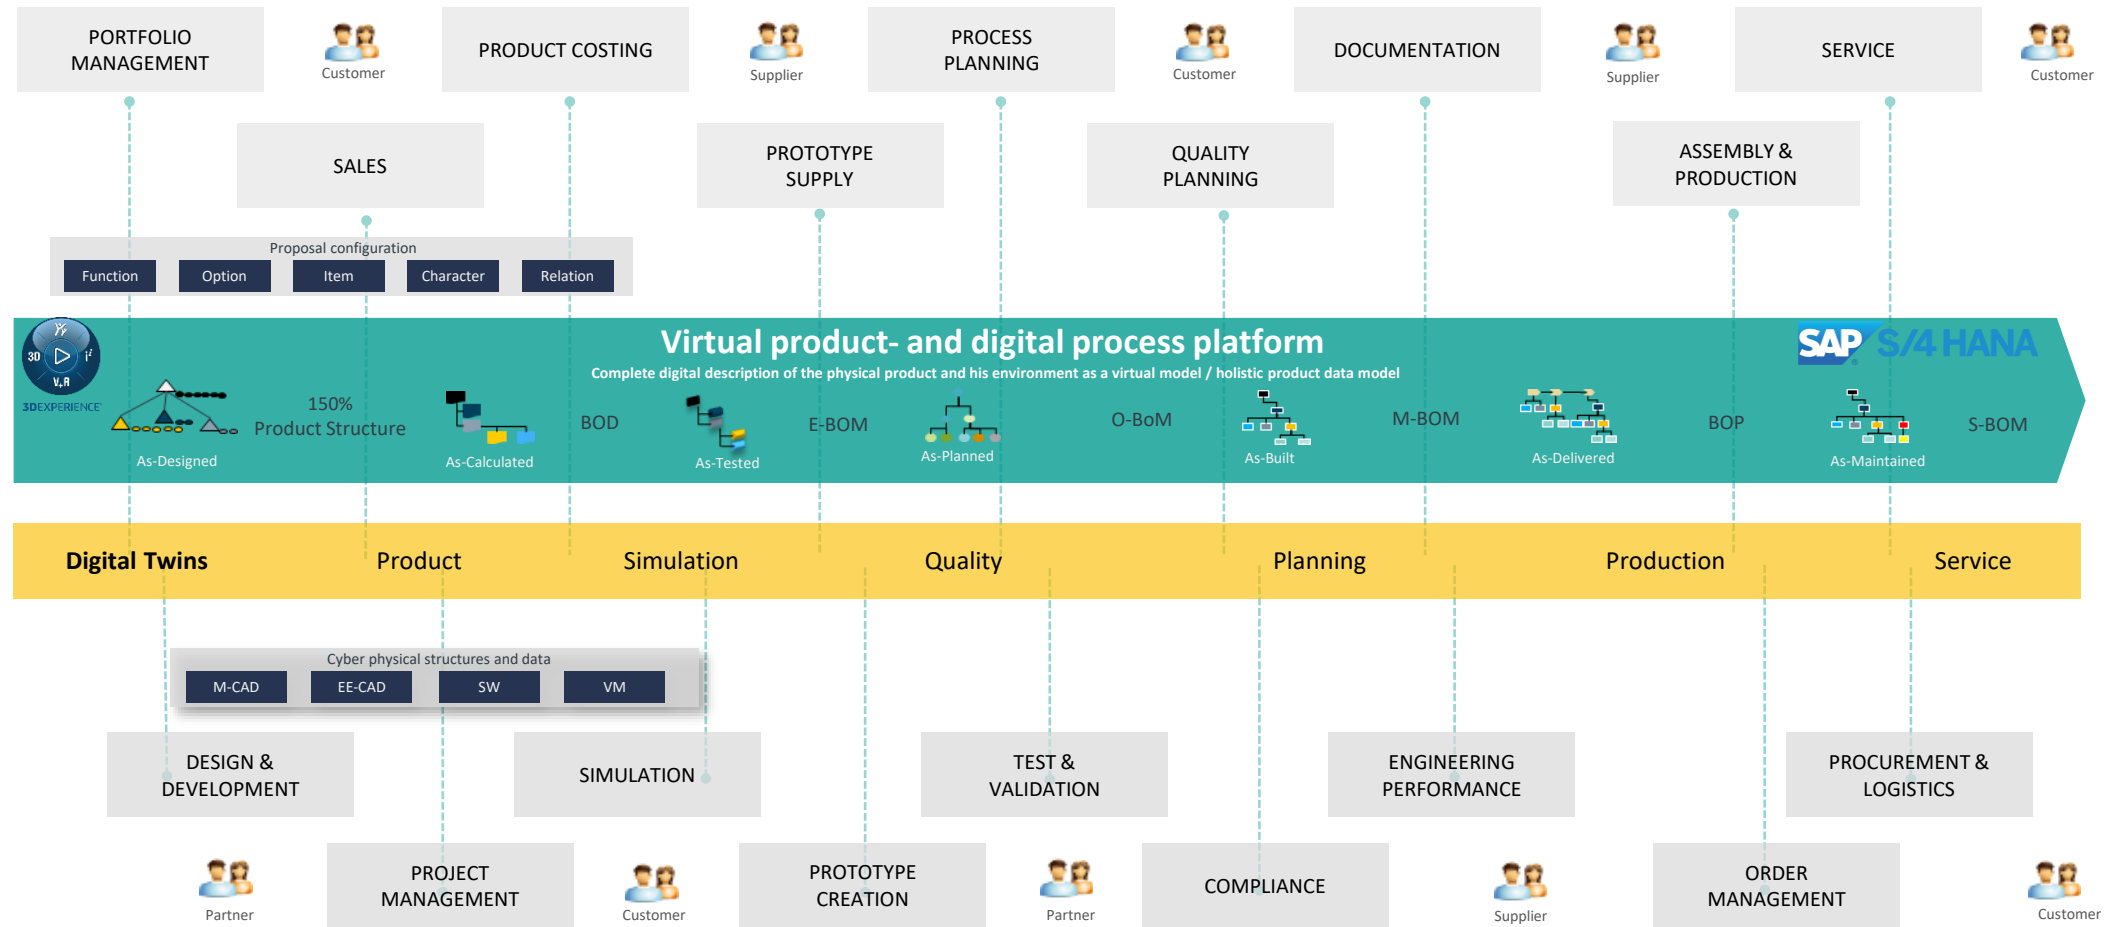 PORTFOLIO
MANAGEMENT
Customer
PRODUCT COSTING
Supplier
PROCESS
PLANNING
Customer
DOCUMENTATION
Supplier
SERVICE
Customer
SALES
PROTOTYPE
SUPPLY
QUALITY
PLANNING
ASSEMBLY &
PRODUCTION
Proposal configuration
Function
Option
Item
Character
Relation
Virtual product- and digital process platform
Complete digital description of the physical product and his environment as a virtual model / holistic product data model
3D
i²
V+R
3DEXPERIENCE
SAP S/4 HANA
As-Designed
150%
Product Structure
As-Calculated
BOD
As-Tested
E-BOM
As-Planned
O-BoM
As-Built
M-BOM
As-Delivered
BOP
As-Maintained
S-BOM
Digital Twins
Product
Simulation
Quality
Planning
Production
Service
Cyber physical structures and data
M-CAD
EE-CAD
SW
VM
DESIGN &
DEVELOPMENT
SIMULATION
TEST &
VALIDATION
ENGINEERING
PERFORMANCE
PROCUREMENT &
LOGISTICS
Partner
PROJECT
MANAGEMENT
Customer
PROTOTYPE
CREATION
Partner
COMPLIANCE
Supplier
ORDER
MANAGEMENT
Customer